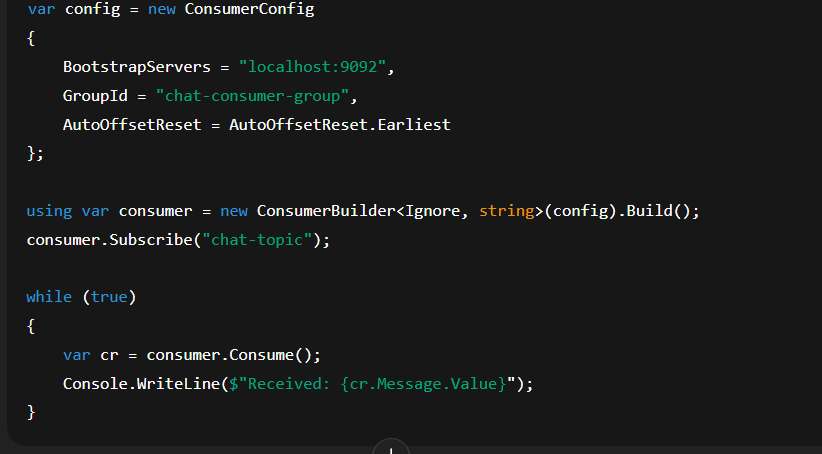 var config = new ConsumerConfig
{
    BootstrapServers = "localhost:9092",
    GroupId = "chat-consumer-group",
    AutoOffsetReset = AutoOffsetReset.Earliest
};

using var consumer = new ConsumerBuilder<Ignore, string>(config).Build();
consumer.Subscribe("chat-topic");

while (true)
{
    var cr = consumer.Consume();
    Console.WriteLine($"Received: {cr.Message.Value}");
}